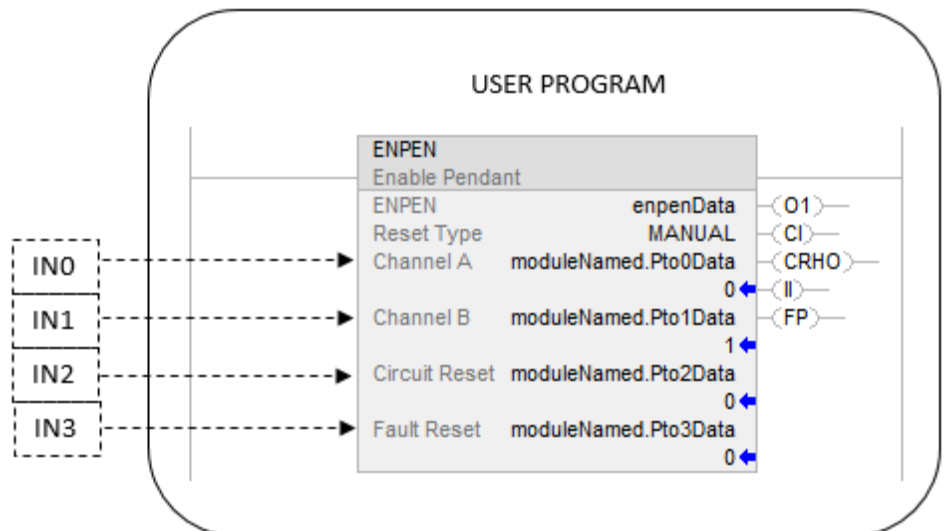 USER PROGRAM
ENPEN
Enable Pendant
ENPEN enpenData (O1)
Reset Type MANUAL (CI)
IN0 Channel A moduleNamed.Pto0Data (CRHO)
0 (II)
IN1 Channel B moduleNamed.Pto1Data (FP)
1
IN2 Circuit Reset moduleNamed.Pto2Data
0
IN3 Fault Reset moduleNamed.Pto3Data
0